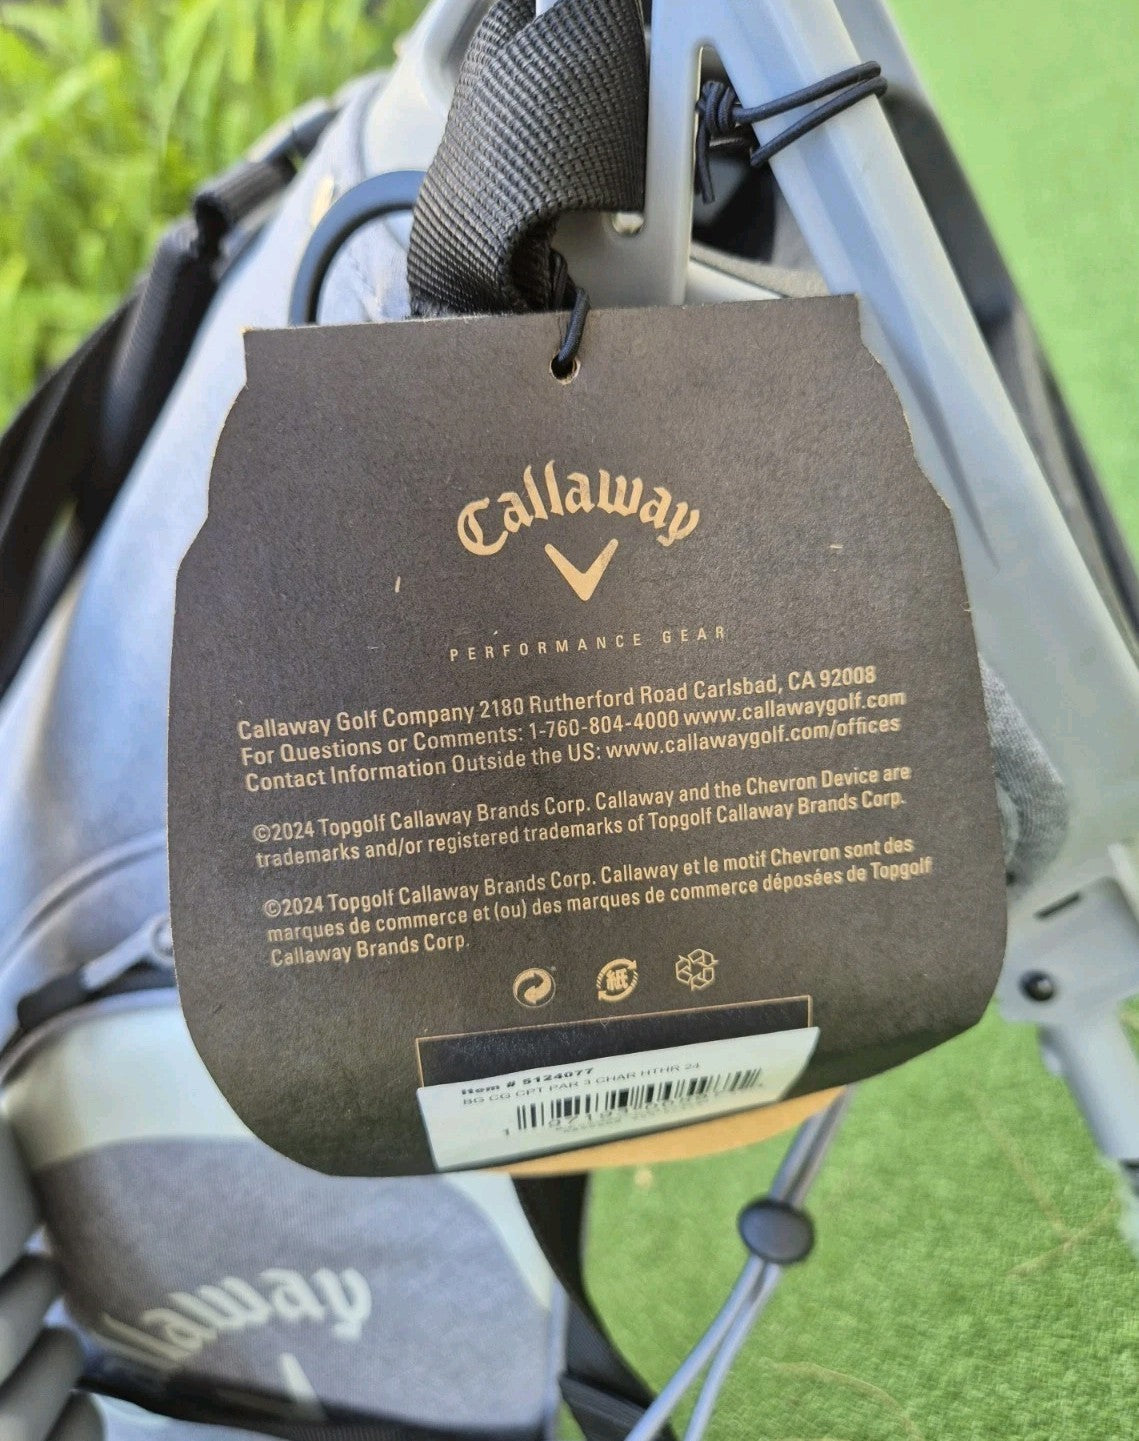 Callaway
PERFORMANCE GEAR
Callaway Golf Company 2180 Rutherford Road Carlsbad, CA 92008
For Questions or Comments: 1-760-804-4000 www.callawaygolf.com
Contact Information Outside the US: www.callawaygolf.com/offices
©2024 Topgolf Callaway Brands Corp. Callaway and the Chevron Device are
trademarks and/or registered trademarks of Topgolf Callaway Brands Corp.
©2024 Topgolf Callaway Brands Corp. Callaway et le motif Chevron sont des
marques de commerce et (ou) des marques de commerce déposées de Topgolf
Callaway Brands Corp.
Item # 5124077
BG CG CPT PAR 3 CHAR HTHR 24